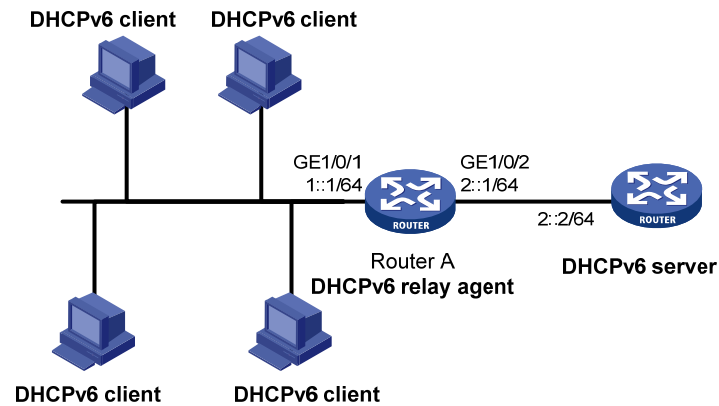 DHCPv6 client
DHCPv6 client
GE1/0/1
1::1/64
GE1/0/2
2::1/64
ROUTER
ROUTER
2::2/64
Router A
DHCPv6 relay agent
DHCPv6 server
DHCPv6 client
DHCPv6 client